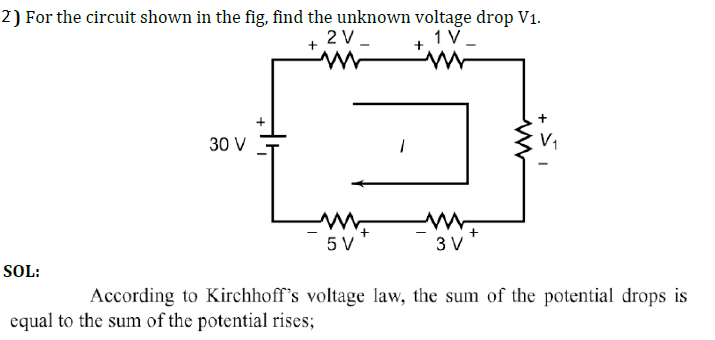 2) For the circuit shown in the fig, find the unknown voltage drop V1.
+ 2 V − + 1 V −
+
30 V
−
I
+
V1
−
− 5 V + − 3 V +
SOL:
According to Kirchhoff's voltage law, the sum of the potential drops is
equal to the sum of the potential rises;